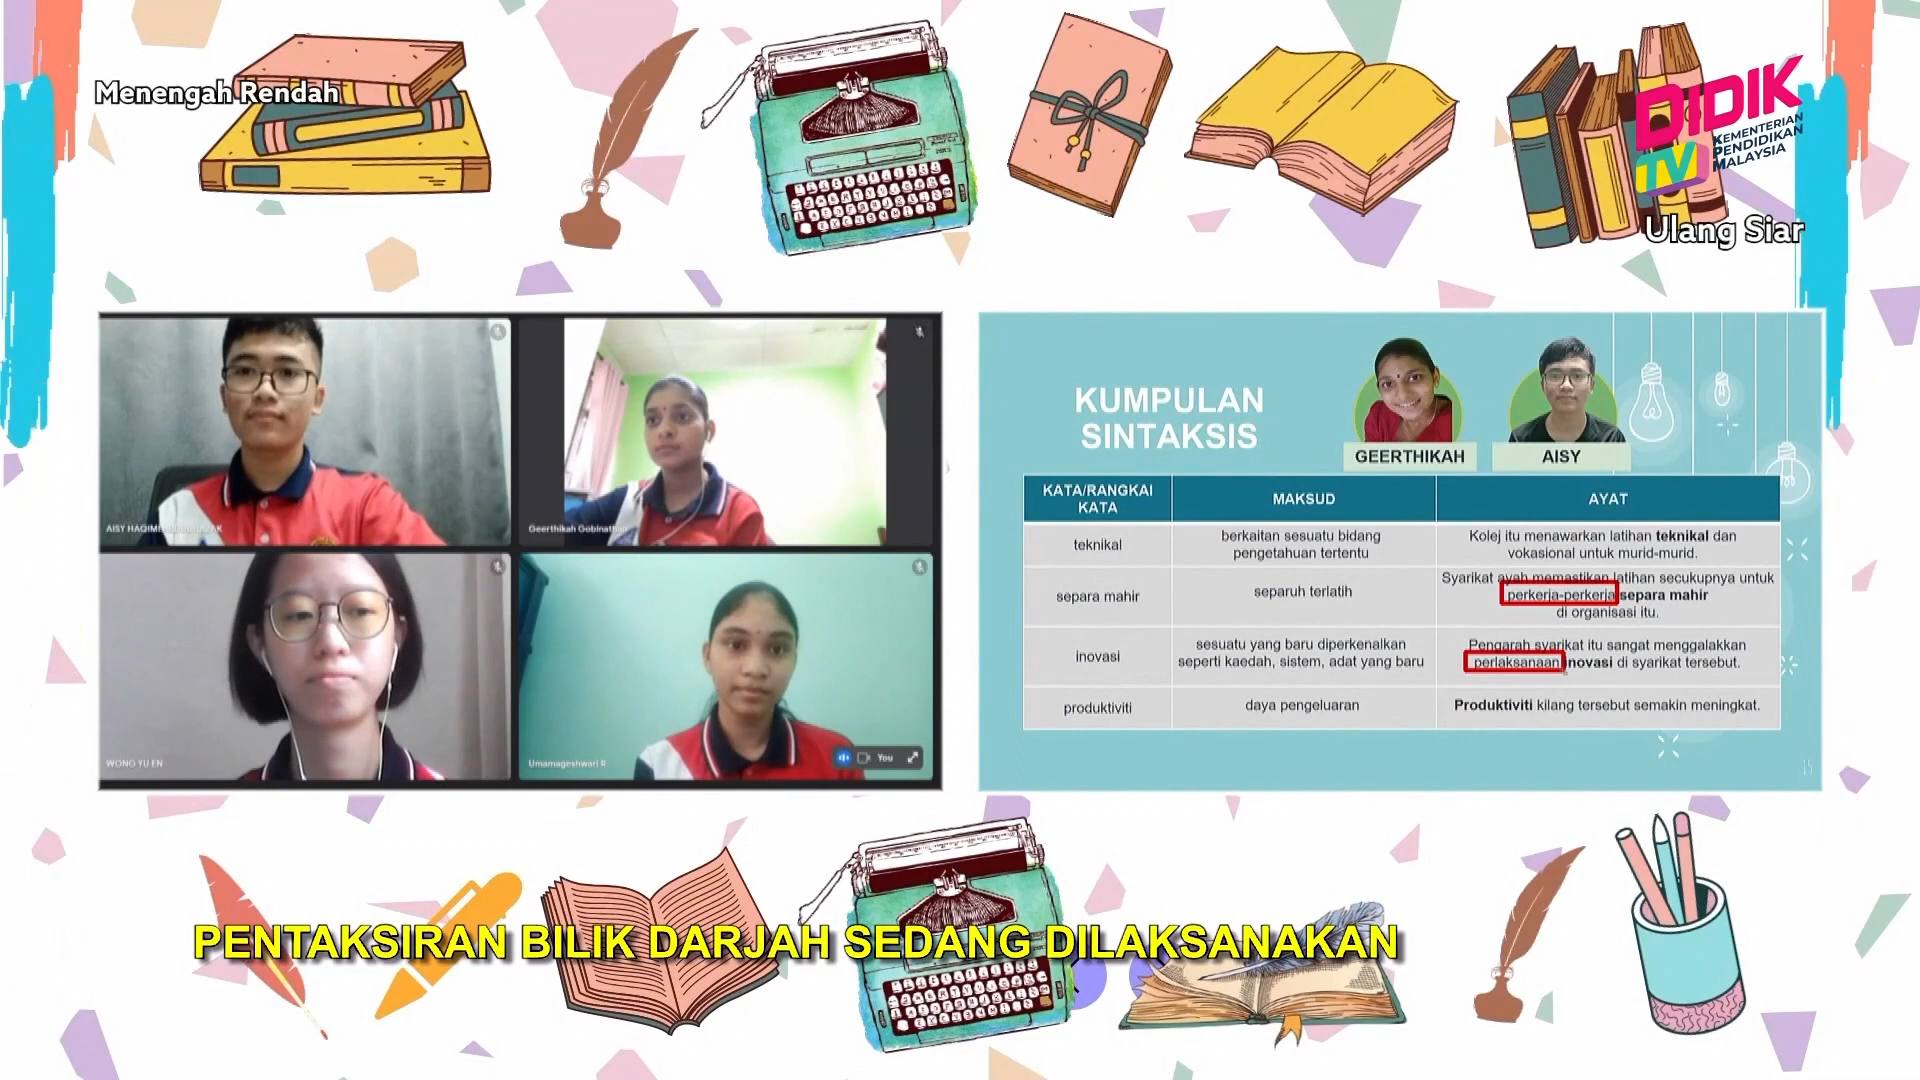 Menengah Rendah
DIDIK
TV
KEMENTERIAN
PENDIDIKAN
MALAYSIA
Ulang Siar
Geerthikah
WONG YU EN
Umamageshwari R
You
KUMPULAN
SINTAKSIS
GEERTHIKAH
AISY
KATA/RANGKAI
KATA
MAKSUD
AYAT
teknikal
berkaitan sesuatu bidang
pengetahuan tertentu
Kolej itu menawarkan latihan teknikal dan
vokasional untuk murid-murid.
separa mahir
separuh terlatih
Syarikat ayah memastikan latihan secukupnya untuk
perkerja-perkerja separa mahir
di organisasi itu.
inovasi
sesuatu yang baru diperkenalkan
seperti kaedah, sistem, adat yang baru
Pengarah syarikat itu sangat menggalakkan
perlaksanaan inovasi di syarikat tersebut.
produktiviti
daya pengeluaran
Produktiviti kilang tersebut semakin meningkat.
15
PENTAKSIRAN BILIK DARJAH SEDANG DILAKSANAKAN